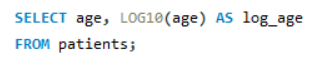 SELECT age, LOG10(age) AS log_age
FROM patients;